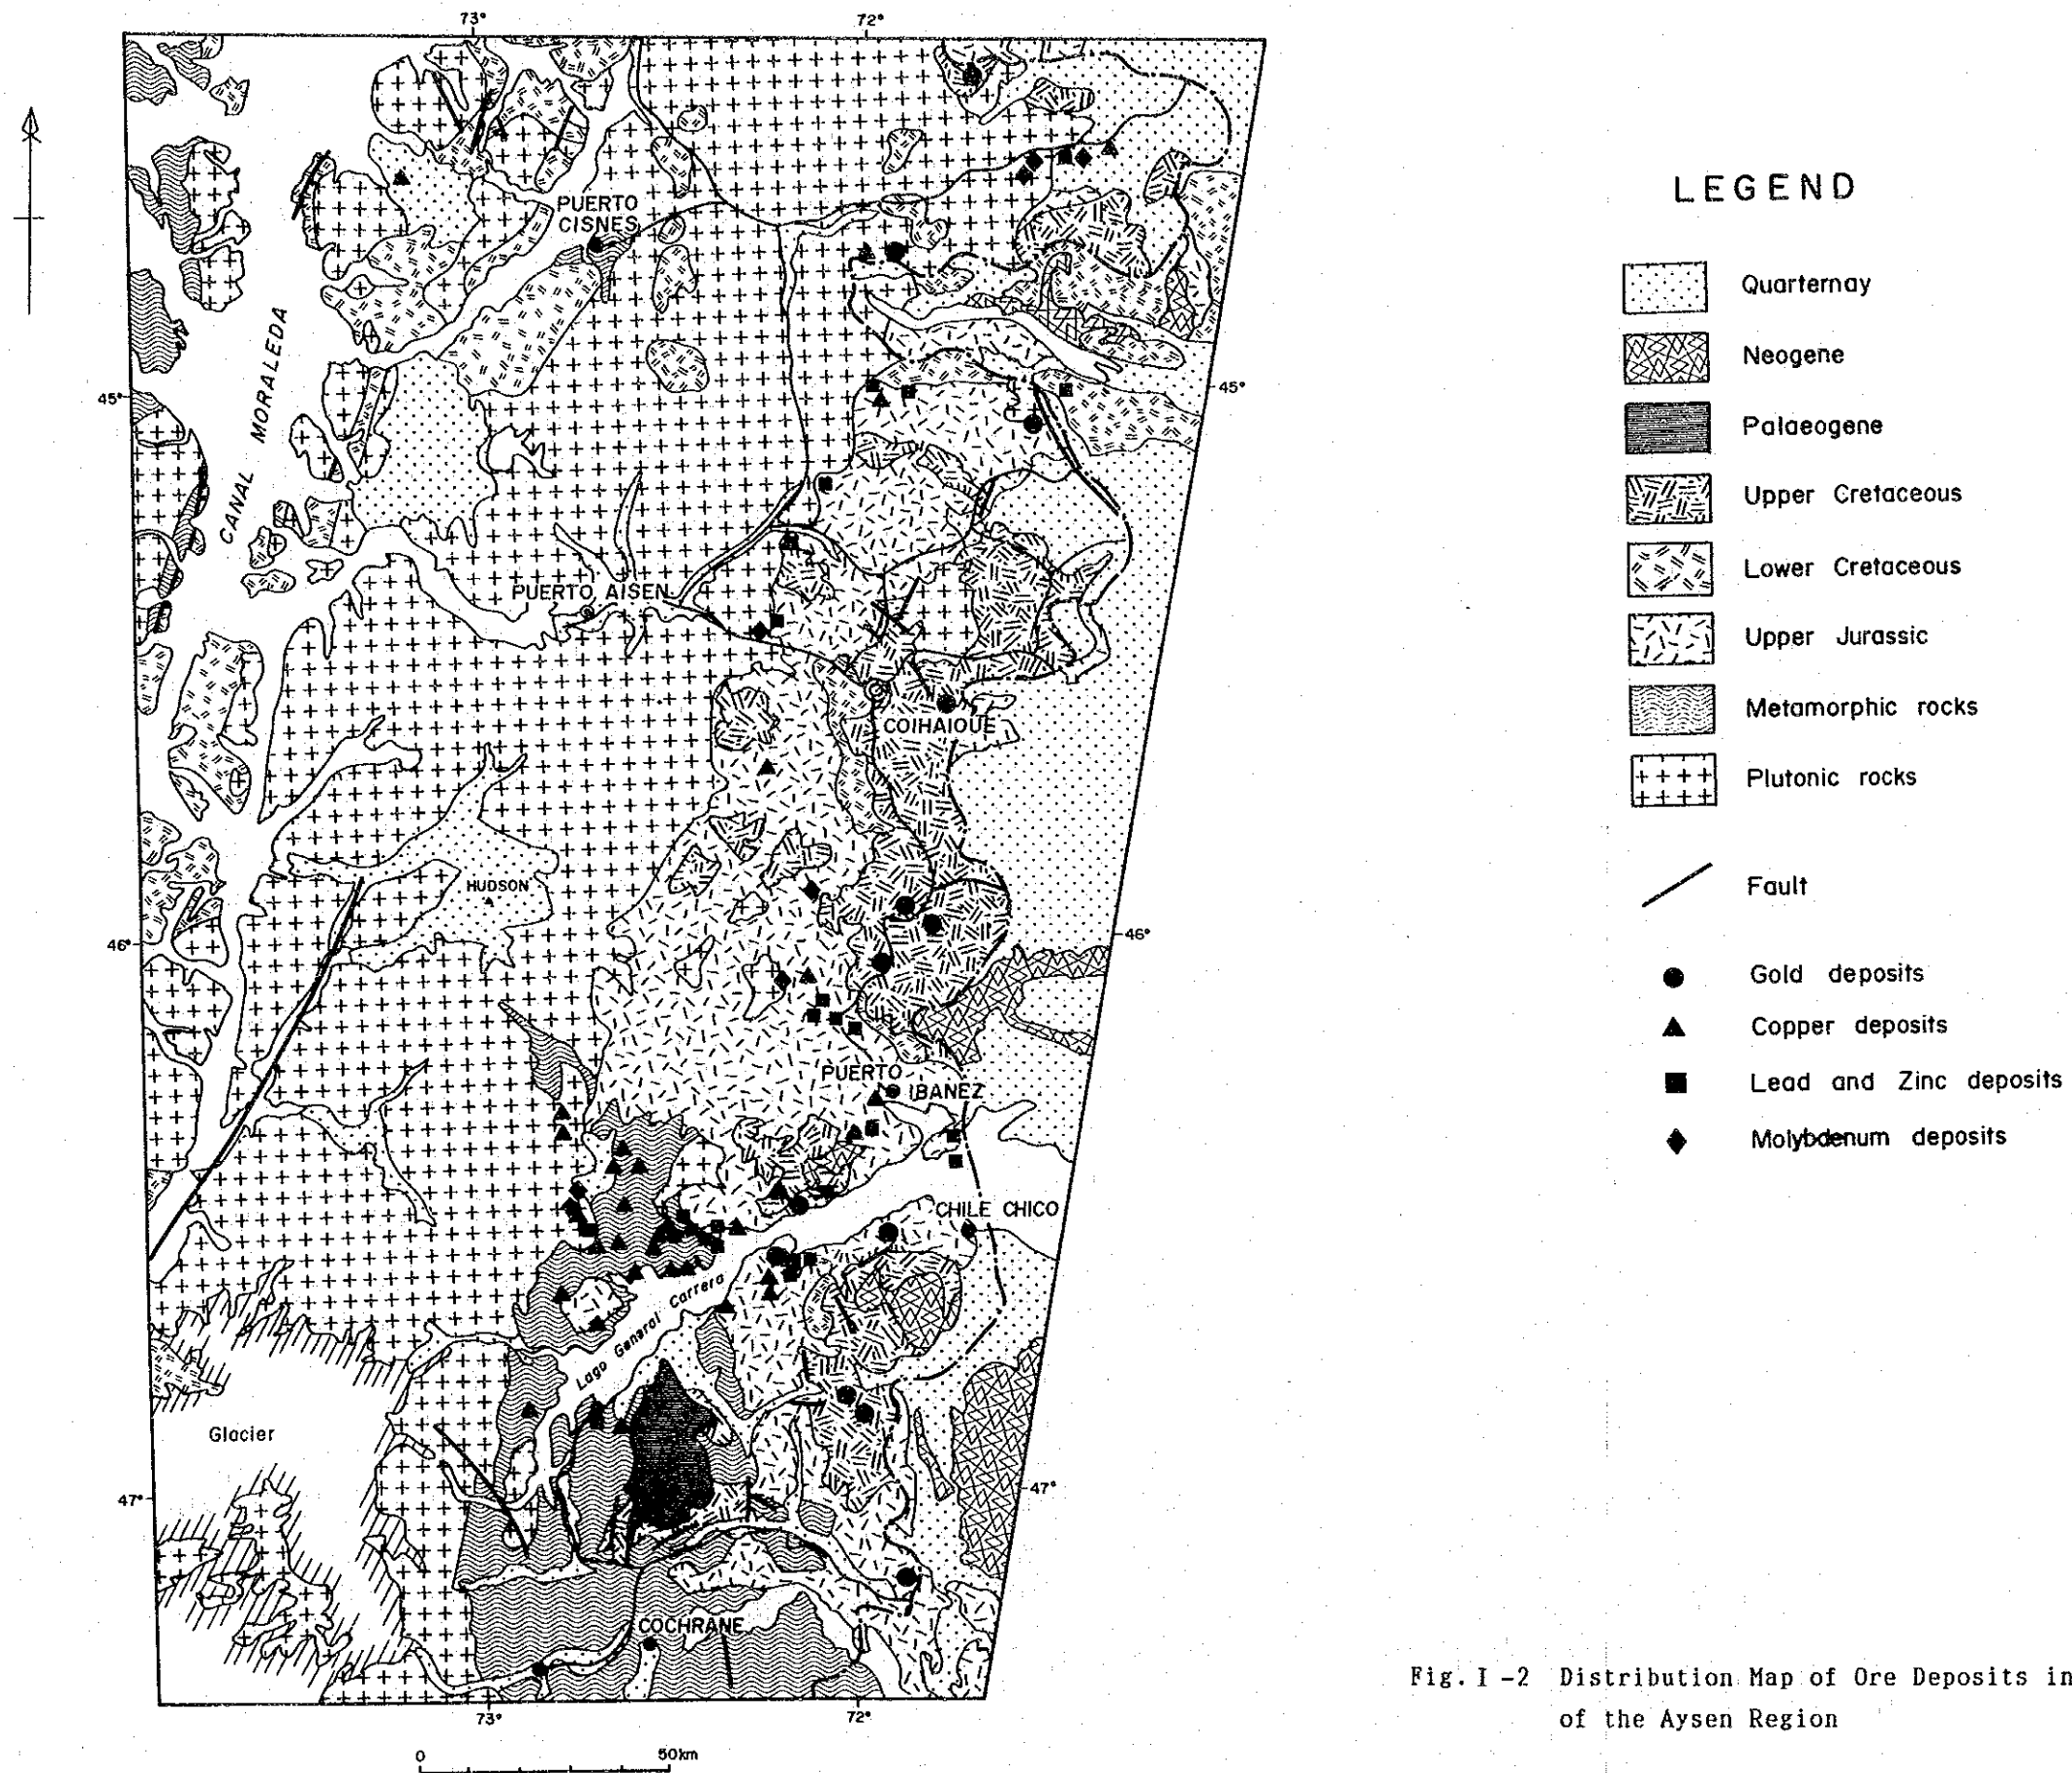 73°
72°
PUERTO
CISNES
CANAL MORALEDA
45°
45°
PUERTO AISEN
COIHAIQUE
HUDSON
46°
46°
PUERTO
IBANEZ
CHILE CHICO
Lago General Carrera
Glacier
47°
47°
COCHRANE
73°
72°
0 50km
LEGEND
Quarternay
Neogene
Palaeogene
Upper Cretaceous
Lower Cretaceous
Upper Jurassic
Metamorphic rocks
Plutonic rocks
Fault
Gold deposits
Copper deposits
Lead and Zinc deposits
Molybdenum deposits
Fig. I -2 Distribution Map of Ore Deposits in
of the Aysen Region